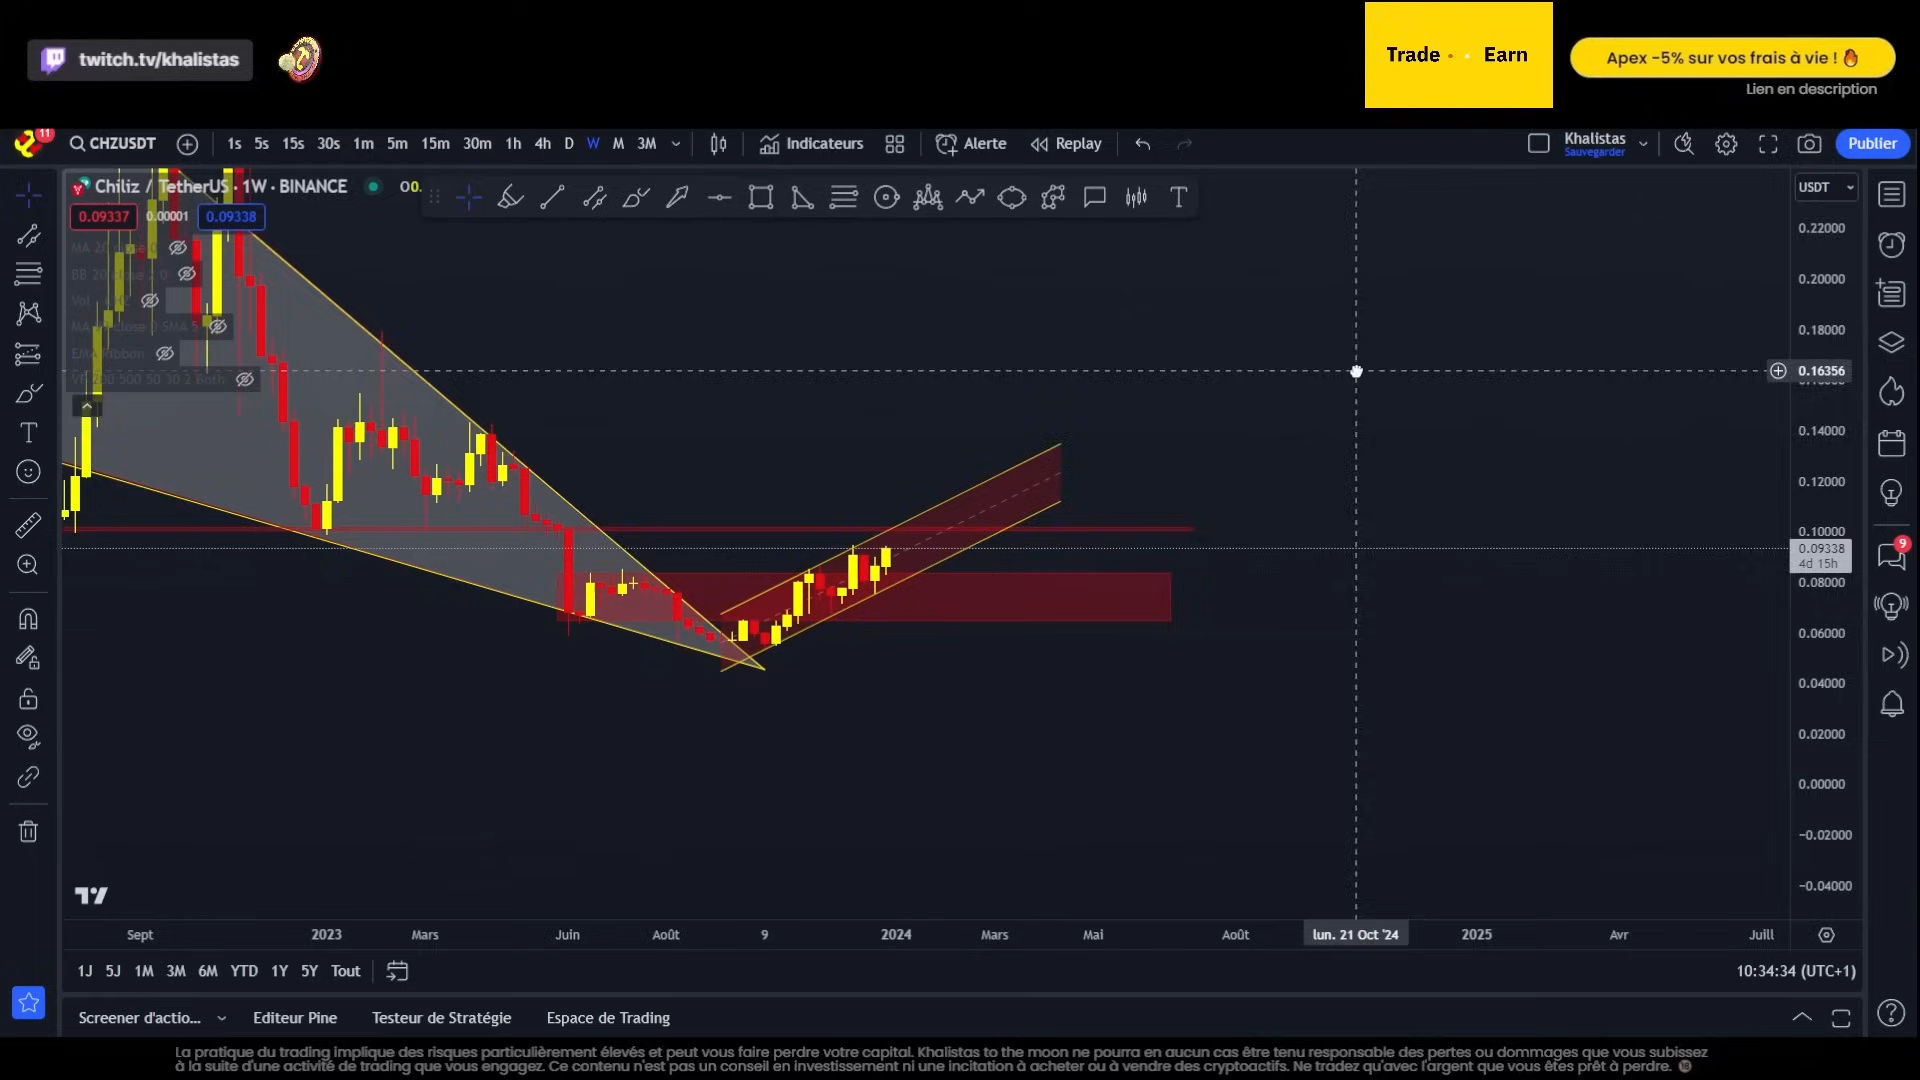 twitch.tv/khalistas
Trade
Earn
Apex -5% sur vos frais à vie !
Lien en description
11
CHZUSDT
1s 5s 15s 30s 1m 5m 15m 30m 1h 4h D W M 3M
Indicateurs
Alerte
Replay
Khalistas
Sauvegarder
Publier
Chiliz / TetherUS · 1W · BINANCE
O0.
USDT
0.09337 0.00001 0.09338
0.22000
0.20000
0.18000
0.16356
0.14000
0.12000
0.10000
0.09338
4d 15h
0.08000
0.06000
0.04000
0.02000
0.00000
−0.02000
−0.04000
9
Sept 2023 Mars Juin Août 9 2024 Mars Mai Août lun. 21 Oct '24 2025 Avr Juill
1J 5J 1M 3M 6M YTD 1Y 5Y Tout
10:34:34 (UTC+1)
Screener d'actio... Editeur Pine Testeur de Stratégie Espace de Trading
La pratique du trading implique des risques particulièrement élevés et peut vous faire perdre votre capital. Khalistas to the moon ne pourra en aucun cas être tenu responsable des pertes ou dommages que vous subissez
à la suite d'une activité de trading que vous engagez. Ce contenu n'est pas un conseil en investissement ni une incitation à acheter ou à vendre des cryptoactifs. Ne tradez qu'avec l'argent que vous êtes prêt à perdre.